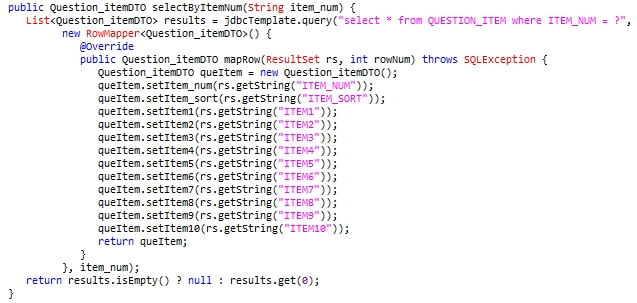 public Question_itemDTO selectByItemNum(String item_num) {
List<Question_itemDTO> results = jdbcTemplate.query("select * from QUESTION_ITEM where ITEM_NUM = ?",
new RowMapper<Question_itemDTO>() {
@Override
public Question_itemDTO mapRow(ResultSet rs, int rowNum) throws SQLException {
Question_itemDTO queItem = new Question_itemDTO();
queItem.setItem_num(rs.getString("ITEM_NUM"));
queItem.setItem_sort(rs.getString("ITEM_SORT"));
queItem.setItem1(rs.getString("ITEM1"));
queItem.setItem2(rs.getString("ITEM2"));
queItem.setItem3(rs.getString("ITEM3"));
queItem.setItem4(rs.getString("ITEM4"));
queItem.setItem5(rs.getString("ITEM5"));
queItem.setItem6(rs.getString("ITEM6"));
queItem.setItem7(rs.getString("ITEM7"));
queItem.setItem8(rs.getString("ITEM8"));
queItem.setItem9(rs.getString("ITEM9"));
queItem.setItem10(rs.getString("ITEM10"));
return queItem;
}
}, item_num);
return results.isEmpty() ? null : results.get(0);
}